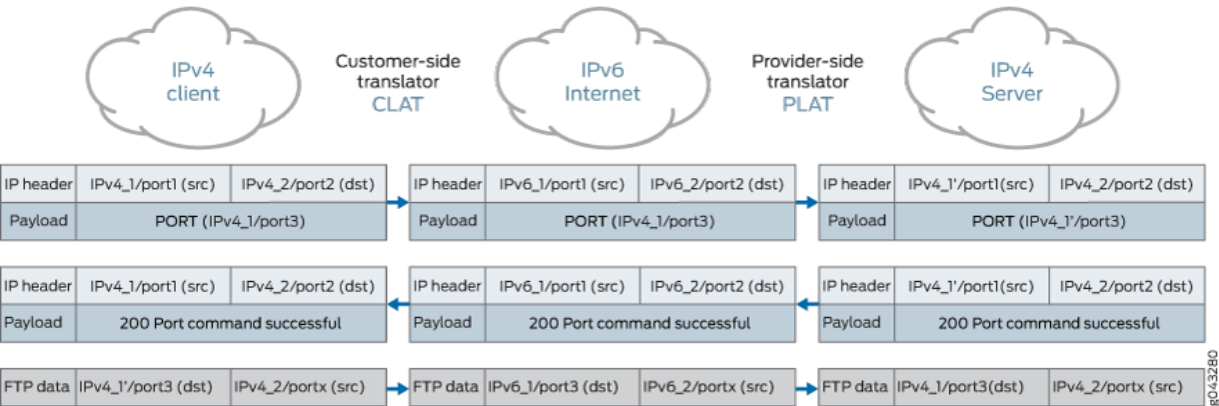 IPv4
client
Customer-side
translator
CLAT
IPv6
Internet
Provider-side
translator
PLAT
IPv4
Server
IP header IPv4_1/port1 (src) IPv4_2/port2 (dst) IP header IPv6_1/port1 (src) IPv6_2/port2 (dst) IP header IPv4_1'/port1(src) IPv4_2/port2 (dst)
Payload PORT (IPv4_1/port3) Payload PORT (IPv4_1/port3) Payload PORT (IPv4_1'/port3)
IP header IPv4_1/port1 (src) IPv4_2/port2 (dst) IP header IPv6_1/port1 (src) IPv6_2/port2 (dst) IP header IPv4_1'/port1(src) IPv4_2/port2 (dst)
Payload 200 Port command successful Payload 200 Port command successful Payload 200 Port command successful
FTP data IPv4_1'/port3 (dst) IPv4_2/portx (src) FTP data IPv6_1/port3 (dst) IPv6_2/portx (src) FTP data IPv4_1/port3(dst) IPv4_2/portx (src)
g043280